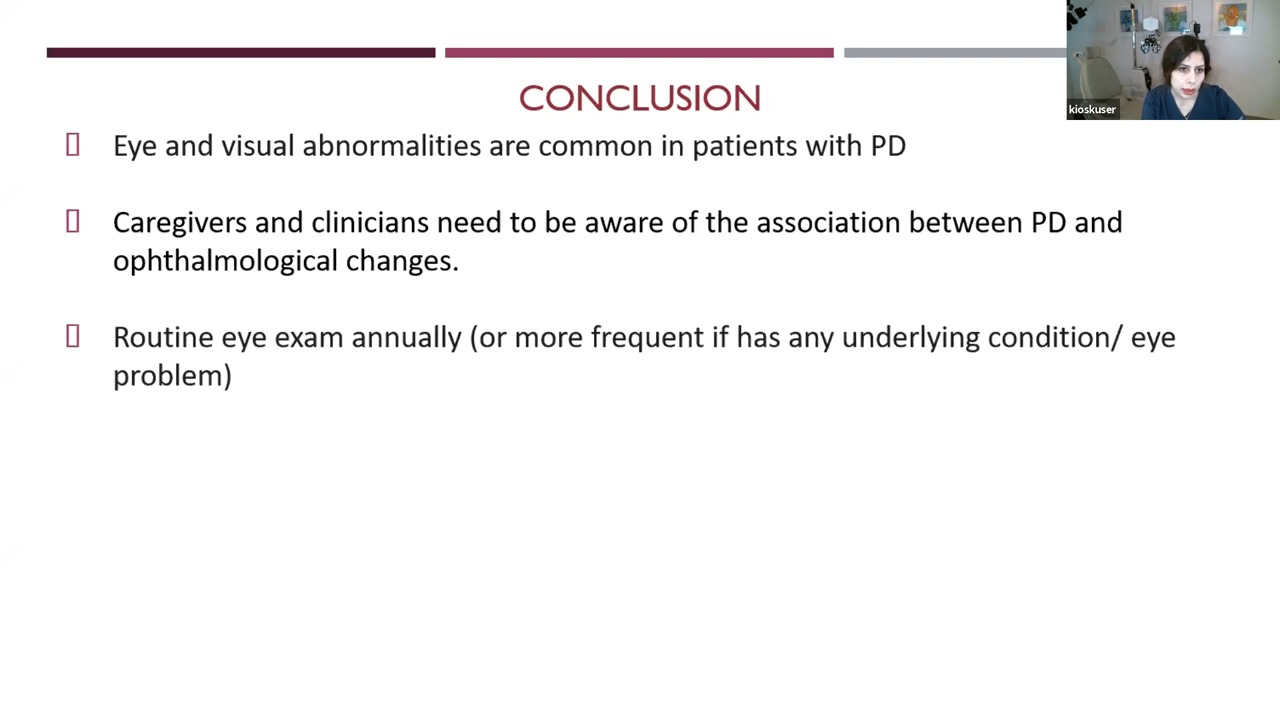 CONCLUSION
kioskuser
Eye and visual abnormalities are common in patients with PD
Caregivers and clinicians need to be aware of the association between PD and
ophthalmological changes.
Routine eye exam annually (or more frequent if has any underlying condition/ eye
problem)